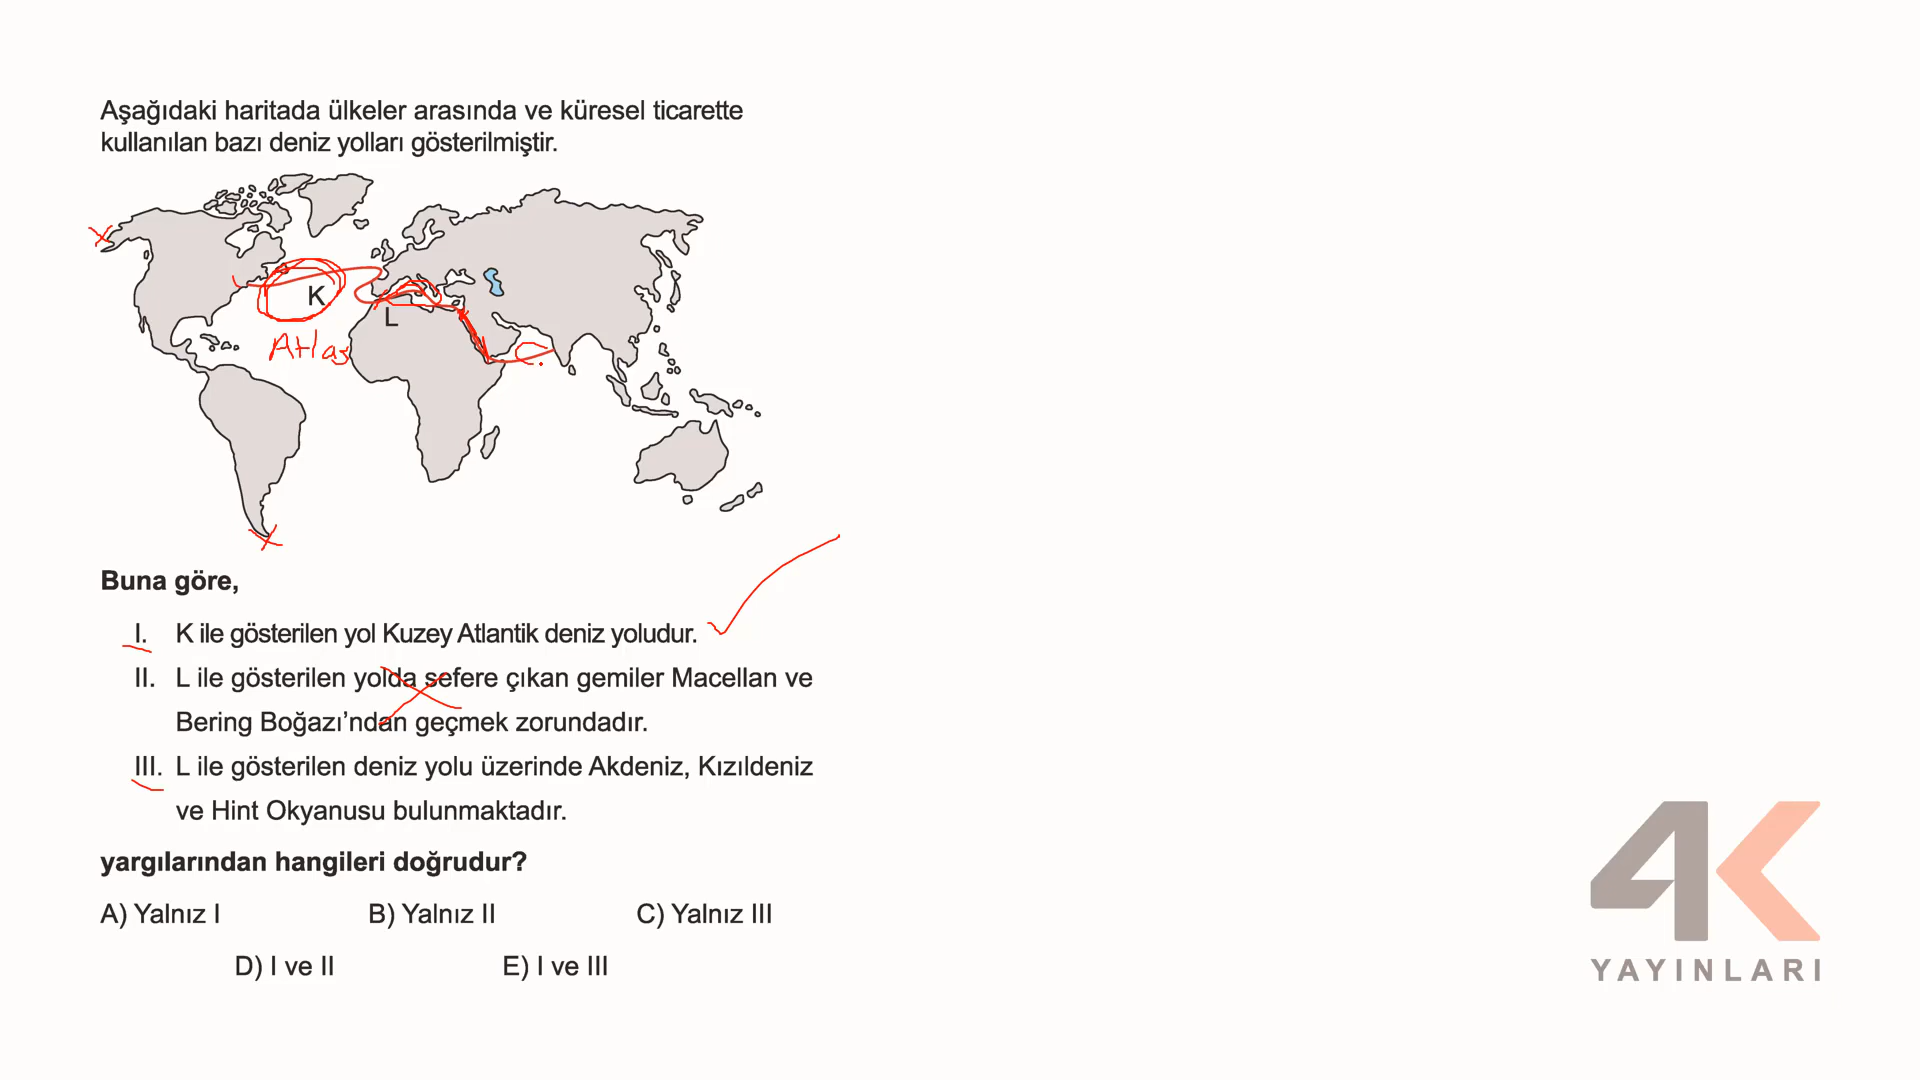 Aşağıdaki haritada ülkeler arasında ve küresel ticarette
kullanılan bazı deniz yolları gösterilmiştir.
K
L
Atlas
Buna göre,
I. K ile gösterilen yol Kuzey Atlantik deniz yoludur.
II. L ile gösterilen yolda sefere çıkan gemiler Macellan ve
Bering Boğazı’ndan geçmek zorundadır.
III. L ile gösterilen deniz yolu üzerinde Akdeniz, Kızıldeniz
ve Hint Okyanusu bulunmaktadır.
yargılarından hangileri doğrudur?
A) Yalnız I B) Yalnız II C) Yalnız III
D) I ve II E) I ve III
4K
YAYINLARI